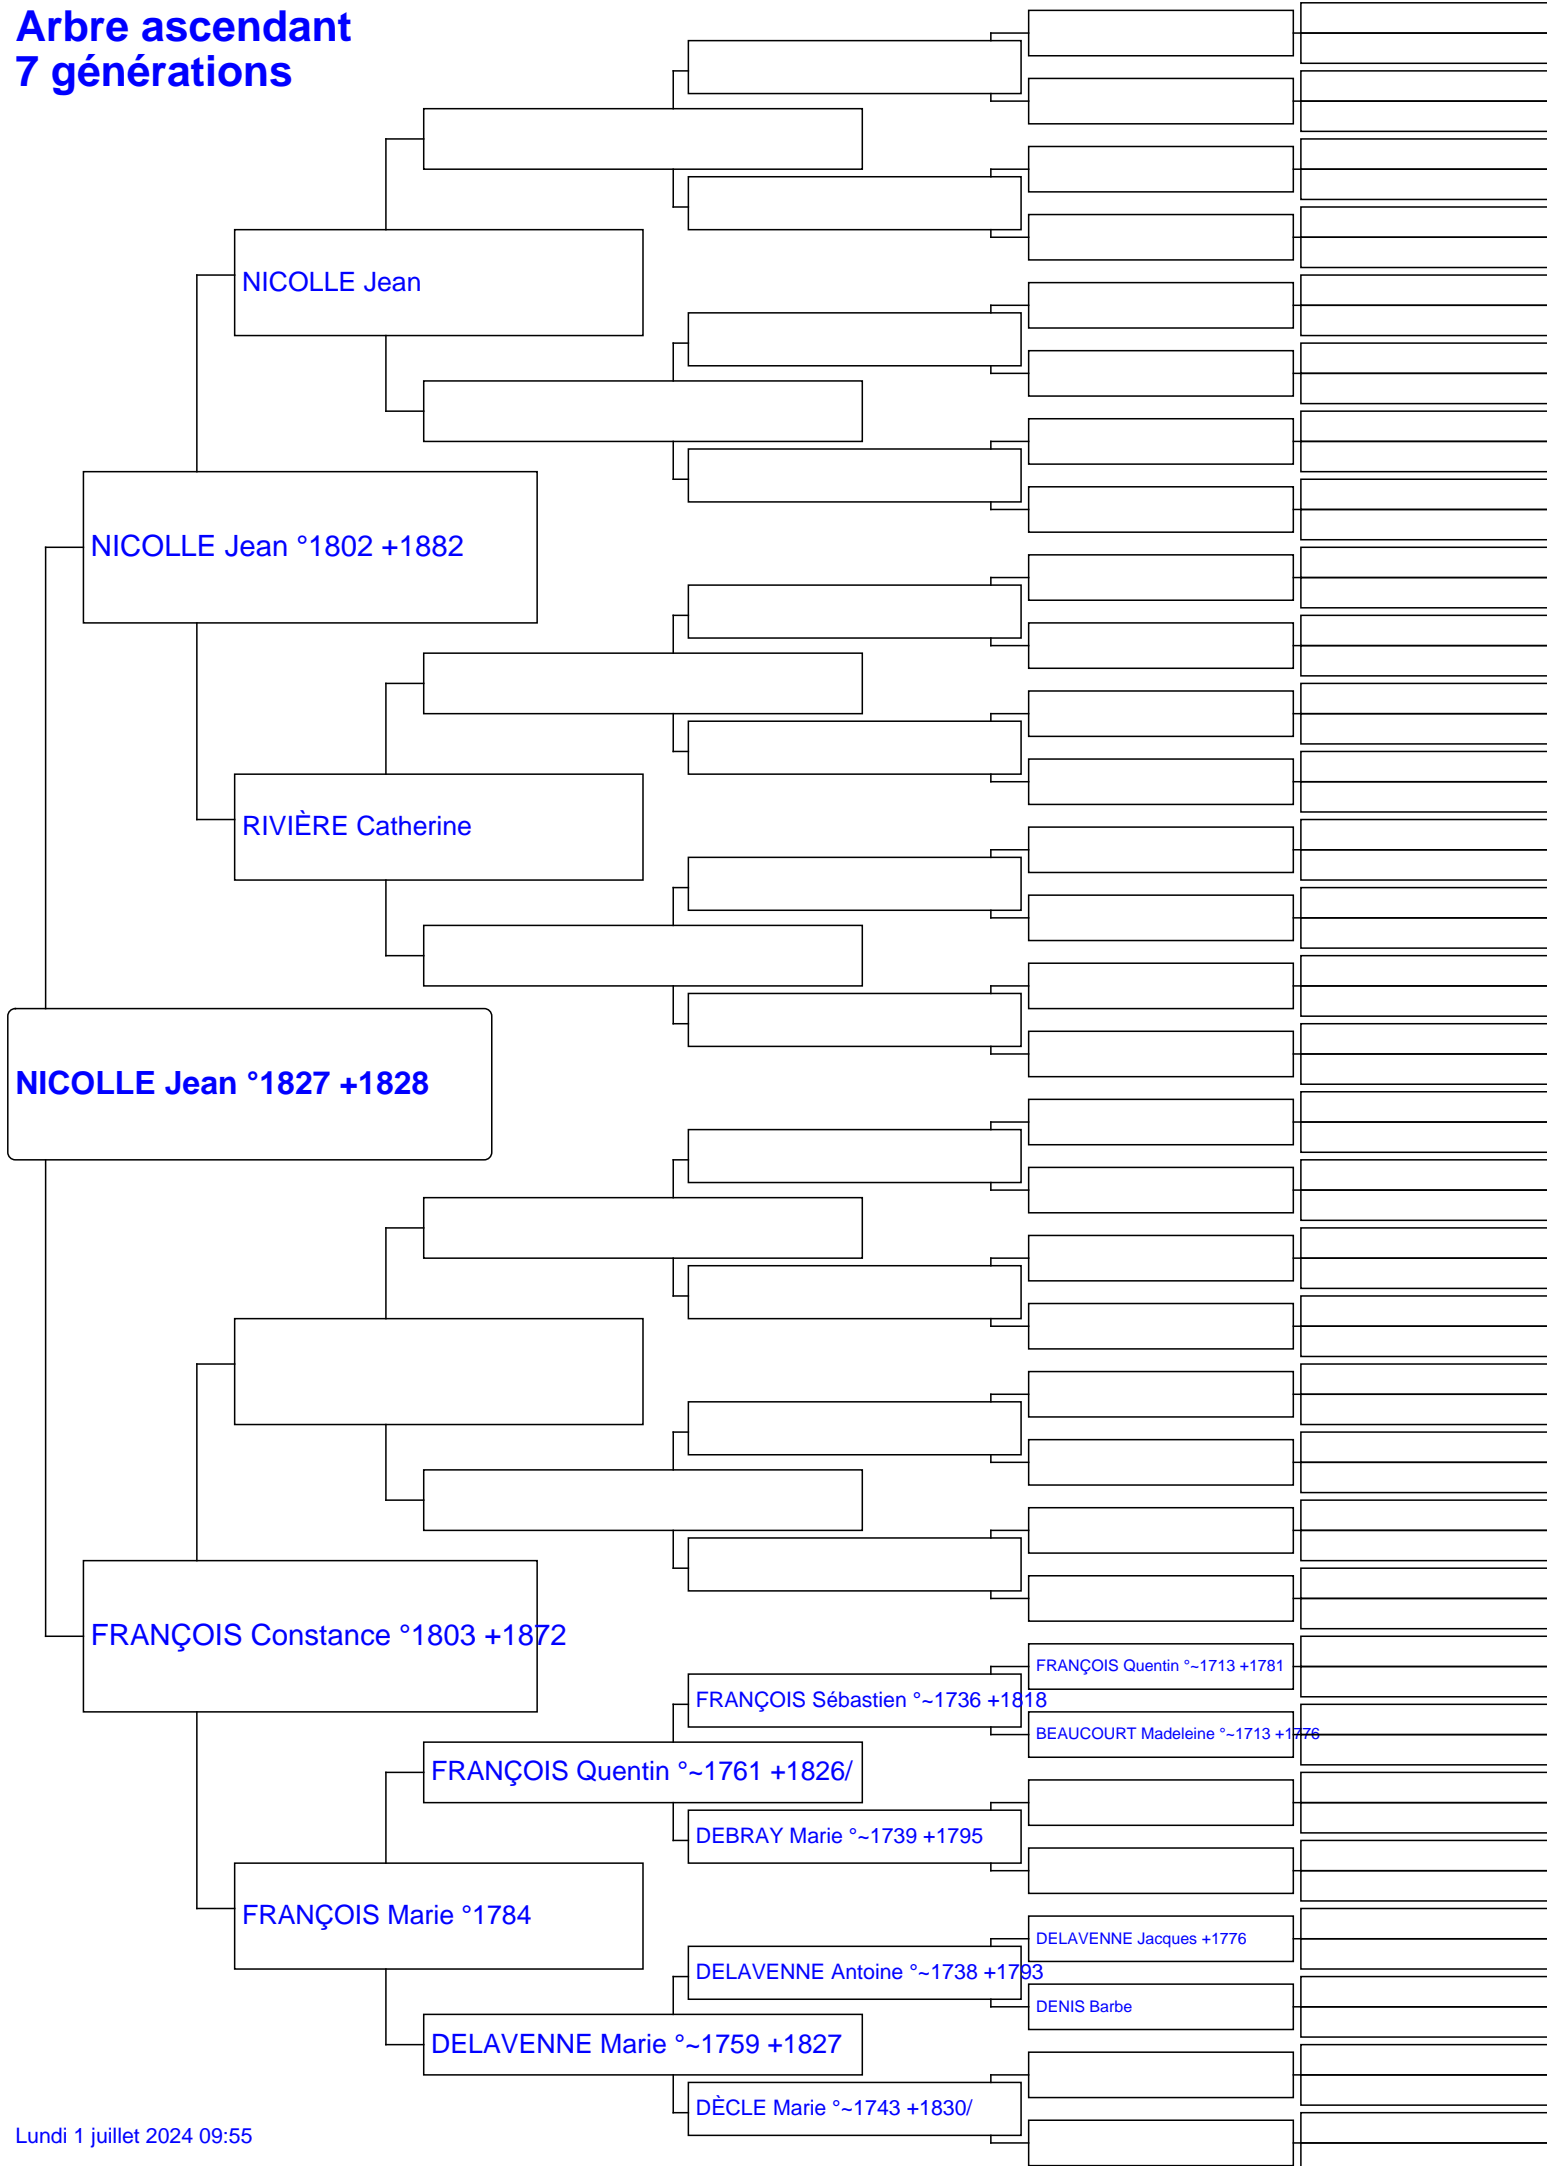 Arbre ascendant
7 générations
NICOLLE Jean
NICOLLE Jean °1802 +1882
RIVIÈRE Catherine
NICOLLE Jean °1827 +1828
FRANÇOIS Constance °1803 +1872
FRANÇOIS Quentin °~1713 +1781
FRANÇOIS Sébastien °~1736 +1818
BEAUCOURT Madeleine °~1713 +1776
FRANÇOIS Quentin °~1761 +1826/
DEBRAY Marie °~1739 +1795
FRANÇOIS Marie °1784
DELAVENNE Jacques +1776
DELAVENNE Antoine °~1738 +1793
DENIS Barbe
DELAVENNE Marie °~1759 +1827
DÈCLE Marie °~1743 +1830/
Lundi 1 juillet 2024 09:55